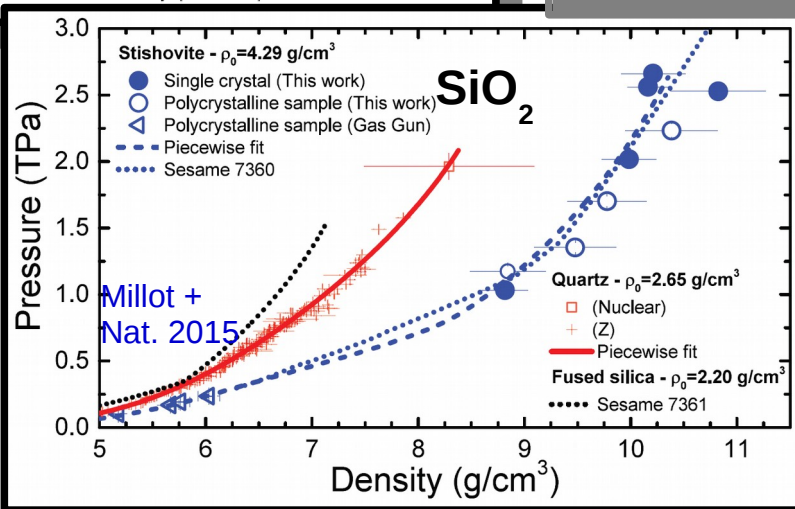 3.0
2.5
2.0
1.5
1.0
0.5
0.0
Pressure (TPa)
Stishovite - ρ₀=4.29 g/cm³
Single crystal (This work)
Polycrystalline sample (This work)
Polycrystalline sample (Gas Gun)
Piecewise fit
Sesame 7360
SiO₂
Millot +
Nat. 2015
Quartz - ρ₀=2.65 g/cm³
(Nuclear)
(Z)
Piecewise fit
Fused silica - ρ₀=2.20 g/cm³
Sesame 7361
5 6 7 8 9 10 11
Density (g/cm³)